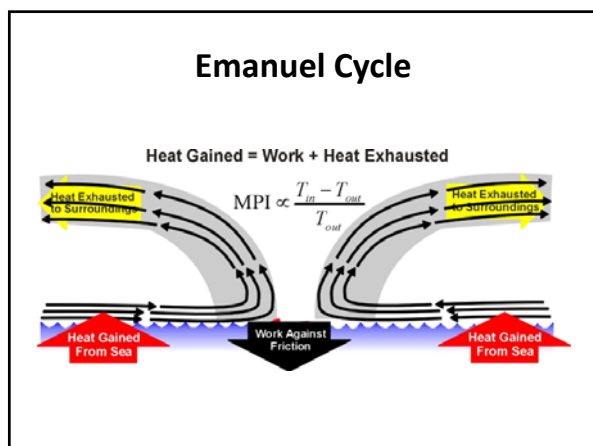 Emanuel Cycle
Heat Gained = Work + Heat Exhausted
Heat Exhausted
to Surroundings
MPI ∝ (T_in − T_out) / T_out
Heat Exhausted
to Surroundings
Heat Gained
From Sea
Work Against
Friction
Heat Gained
From Sea